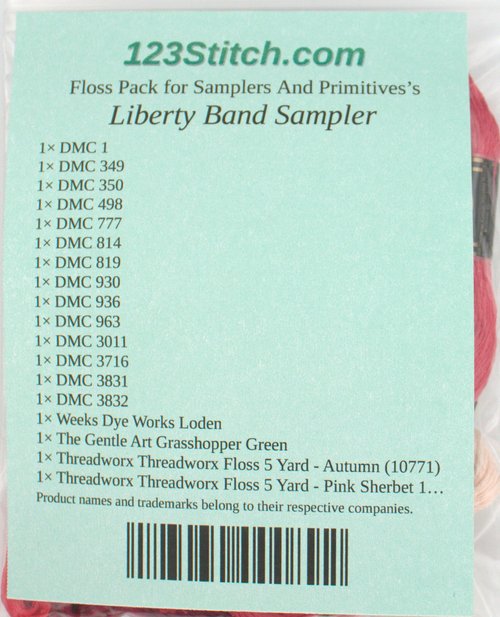 123Stitch.com
Floss Pack for Samplers And Primitives's
Liberty Band Sampler
1× DMC 1
1× DMC 349
1× DMC 350
1× DMC 498
1× DMC 777
1× DMC 814
1× DMC 819
1× DMC 930
1× DMC 936
1× DMC 963
1× DMC 3011
1× DMC 3716
1× DMC 3831
1× DMC 3832
1× Weeks Dye Works Loden
1× The Gentle Art Grasshopper Green
1× Threadworx Threadworx Floss 5 Yard - Autumn (10771)
1× Threadworx Threadworx Floss 5 Yard - Pink Sherbet 1…
Product names and trademarks belong to their respective companies.